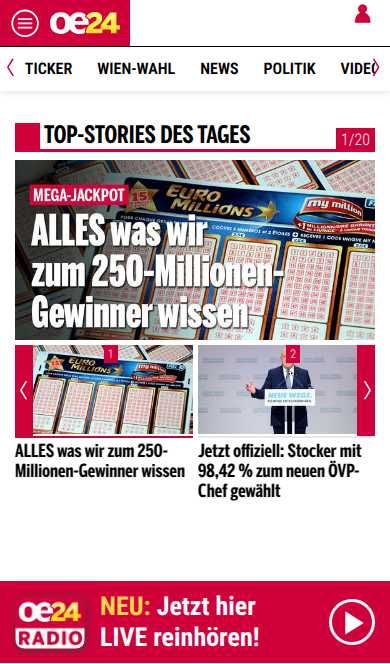 oe24
TICKER WIEN-WAHL NEWS POLITIK VIDEO
TOP-STORIES DES TAGES
1/20
MEGA-JACKPOT
15
EURO
MILLIONS
my million
ALLES was wir
zum 250-Millionen-
Gewinner wissen
1
2
EURO
MILLIONS
NEUE WEGE.
ALLES was wir zum 250-
Millionen-Gewinner wissen
Jetzt offiziell: Stocker mit
98,42 % zum neuen ÖVP-
Chef gewählt
oe24
RADIO
NEU: Jetzt hier
LIVE reinhören!